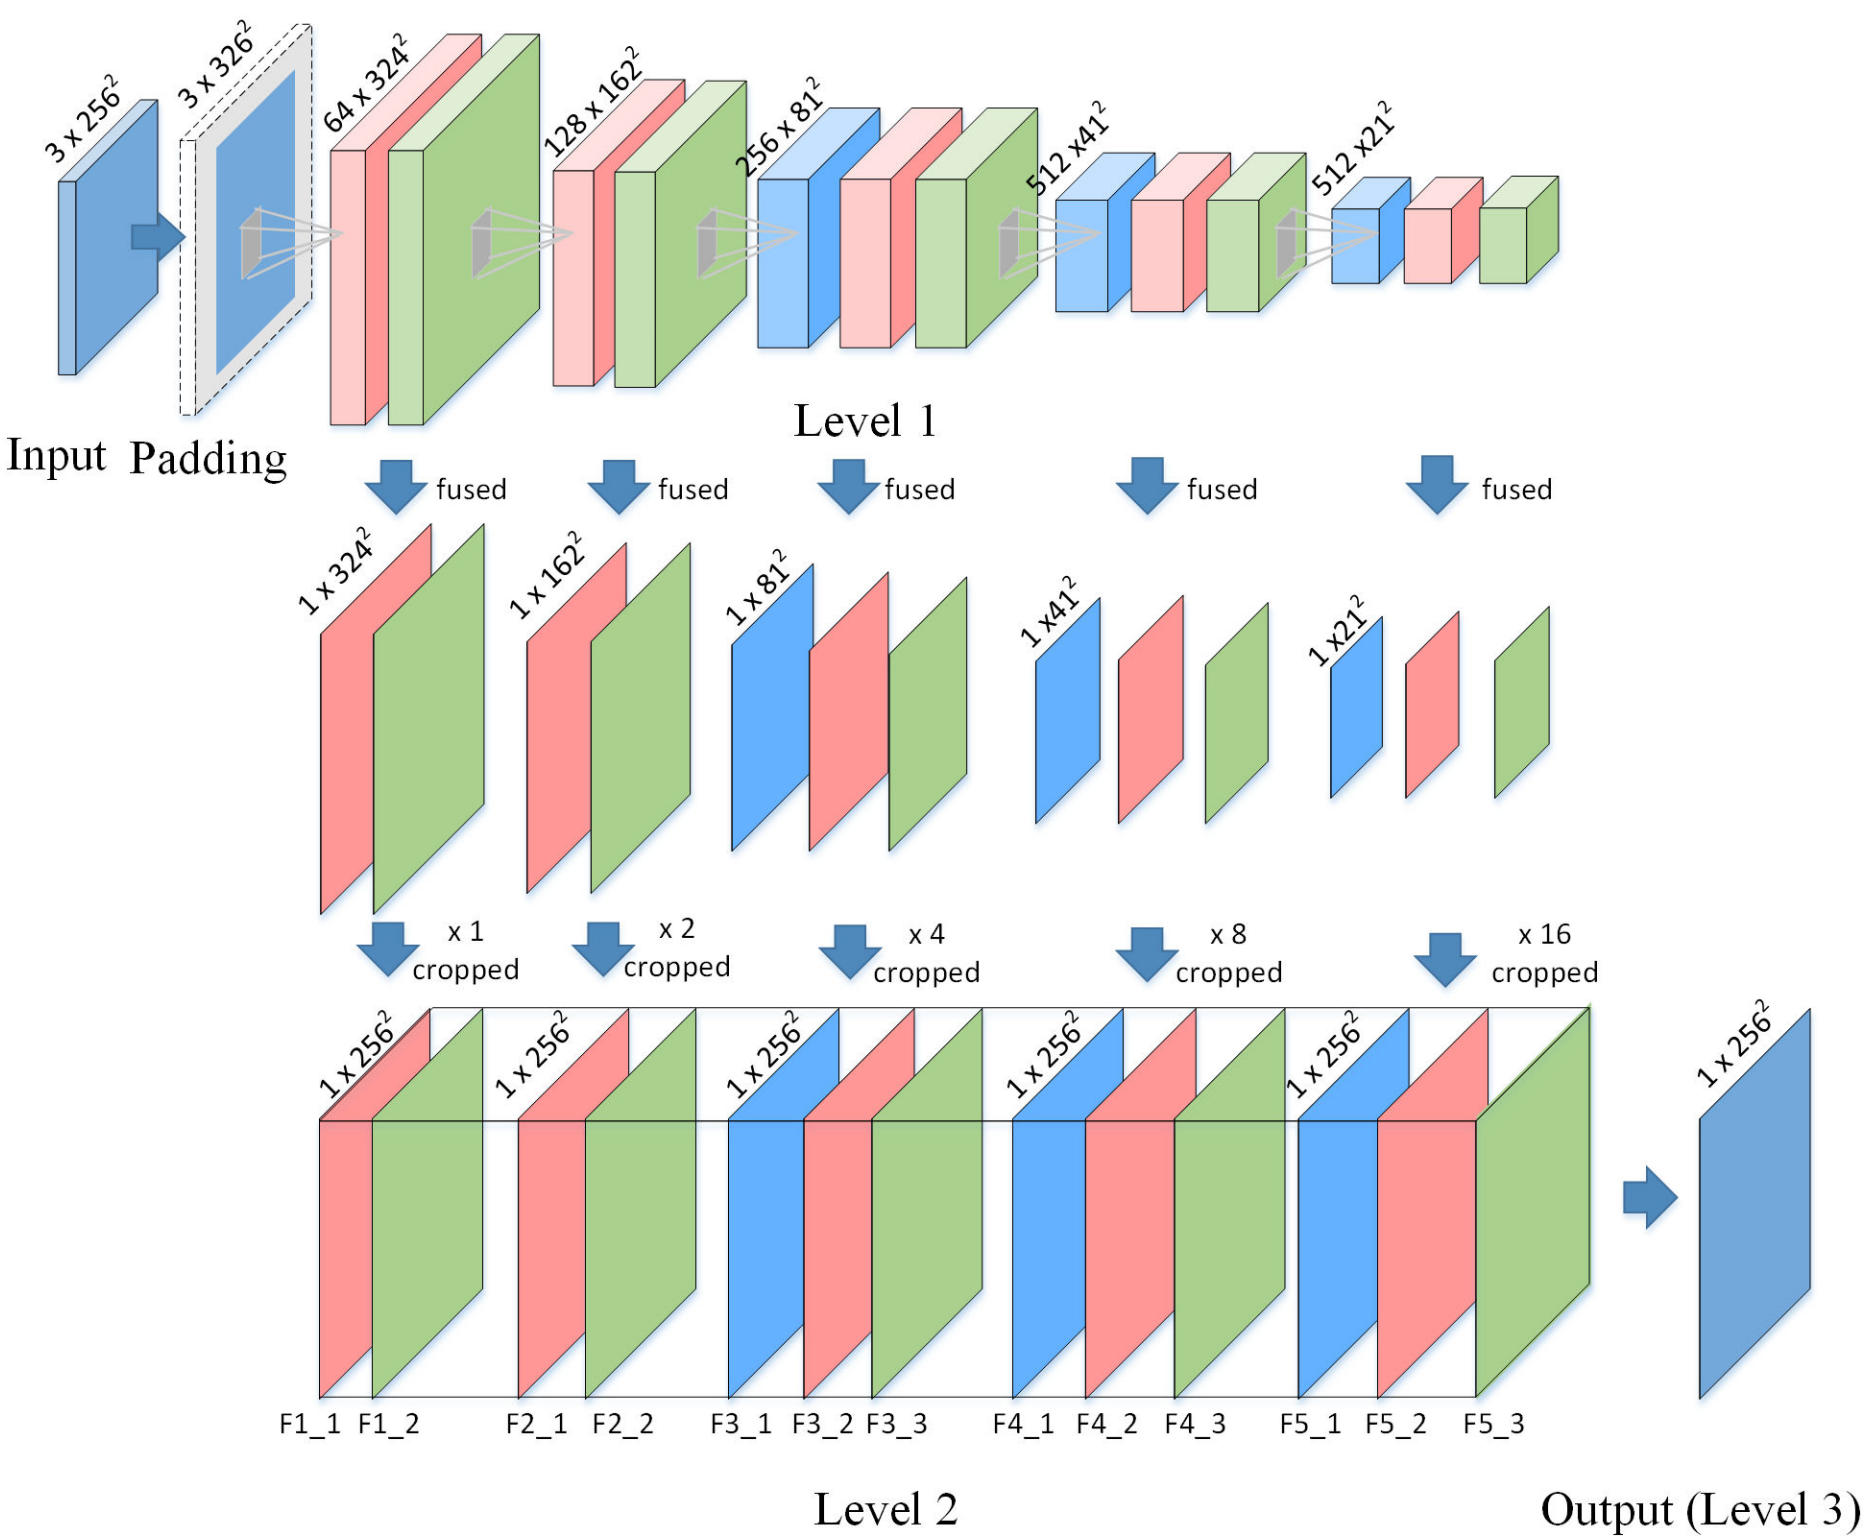 3 x 256²
3 x 326²
64 x 324²
128 x 162²
256 x 81²
512 x41²
512 x21²
Input
Padding
Level 1
fused
fused
fused
fused
fused
1 x 324²
1 x 162²
1 x 81²
1 x41²
1 x21²
x 1
cropped
x 2
cropped
x 4
cropped
x 8
cropped
x 16
cropped
1 x 256²
1 x 256²
1 x 256²
1 x 256²
1 x 256²
1 x 256²
F1_1 F1_2 F2_1 F2_2 F3_1 F3_2 F3_3 F4_1 F4_2 F4_3 F5_1 F5_2 F5_3
Level 2
Output (Level 3)